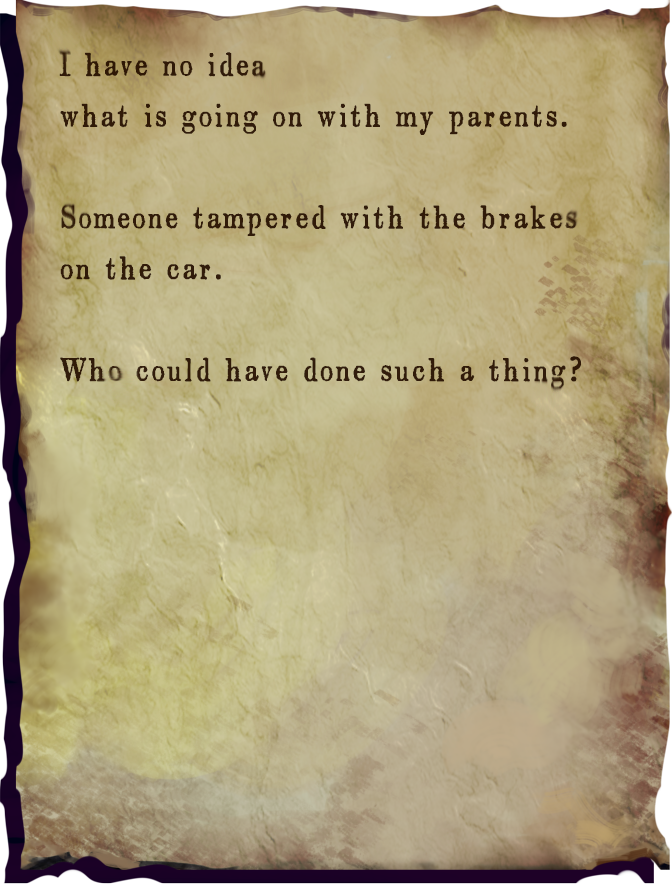 I have no idea
what is going on with my parents.
Someone tampered with the brakes
on the car.
Who could have done such a thing?